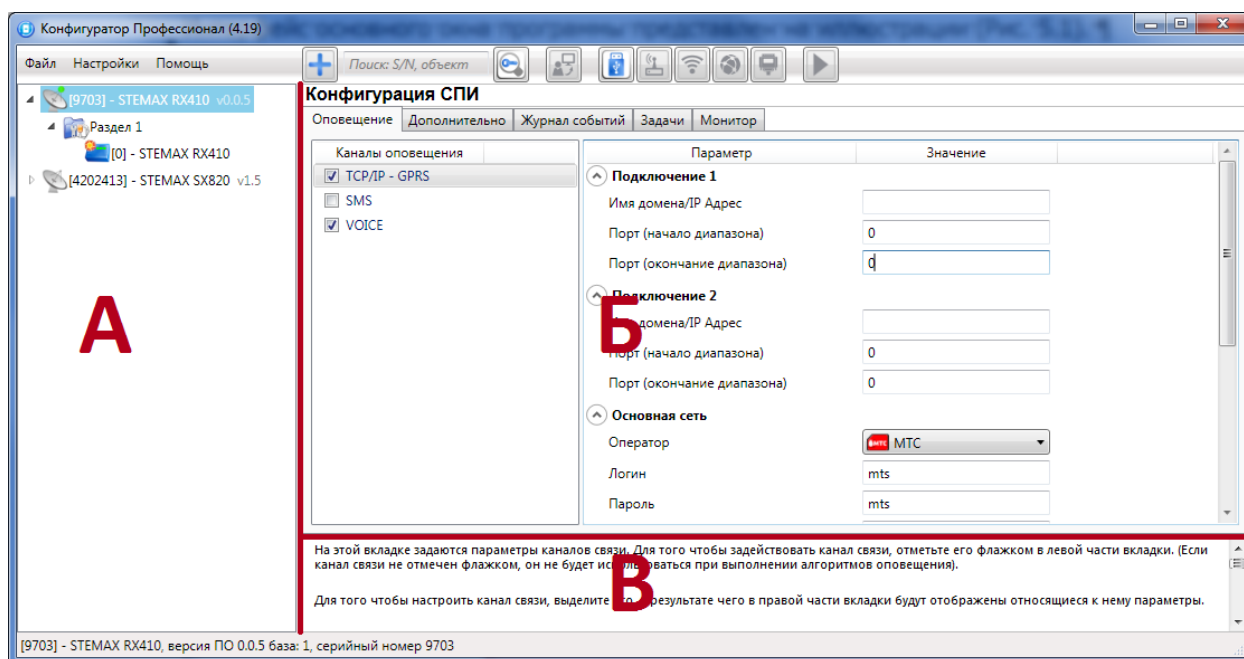 Конфигуратор Профессионал (4.19)
Файл Настройки Помощь
Поиск: S/N, объект
[9703] - STEMAX RX410 v0.0.5
Раздел 1
[0] - STEMAX RX410
[4202413] - STEMAX SX820 v1.5
А
Конфигурация СПИ
Оповещение Дополнительно Журнал событий Задачи Монитор
Каналы оповещения
TCP/IP - GPRS
SMS
VOICE
Параметр Значение
Подключение 1
Имя домена/IP Адрес
Порт (начало диапазона) 0
Порт (окончание диапазона) 0
Подключение 2
домена/IP Адрес
Порт (начало диапазона) 0
Порт (окончание диапазона) 0
Основная сеть
Оператор МТС
Логин mts
Пароль mts
Б
На этой вкладке задаются параметры каналов связи. Для того чтобы задействовать канал связи, отметьте его флажком в левой части вкладки. (Если
канал связи не отмечен флажком, он не будет использоваться при выполнении алгоритмов оповещения).
Для того чтобы настроить канал связи, выделите результате чего в правой части вкладки будут отображены относящиеся к нему параметры.
В
[9703] - STEMAX RX410, версия ПО 0.0.5 база: 1, серийный номер 9703